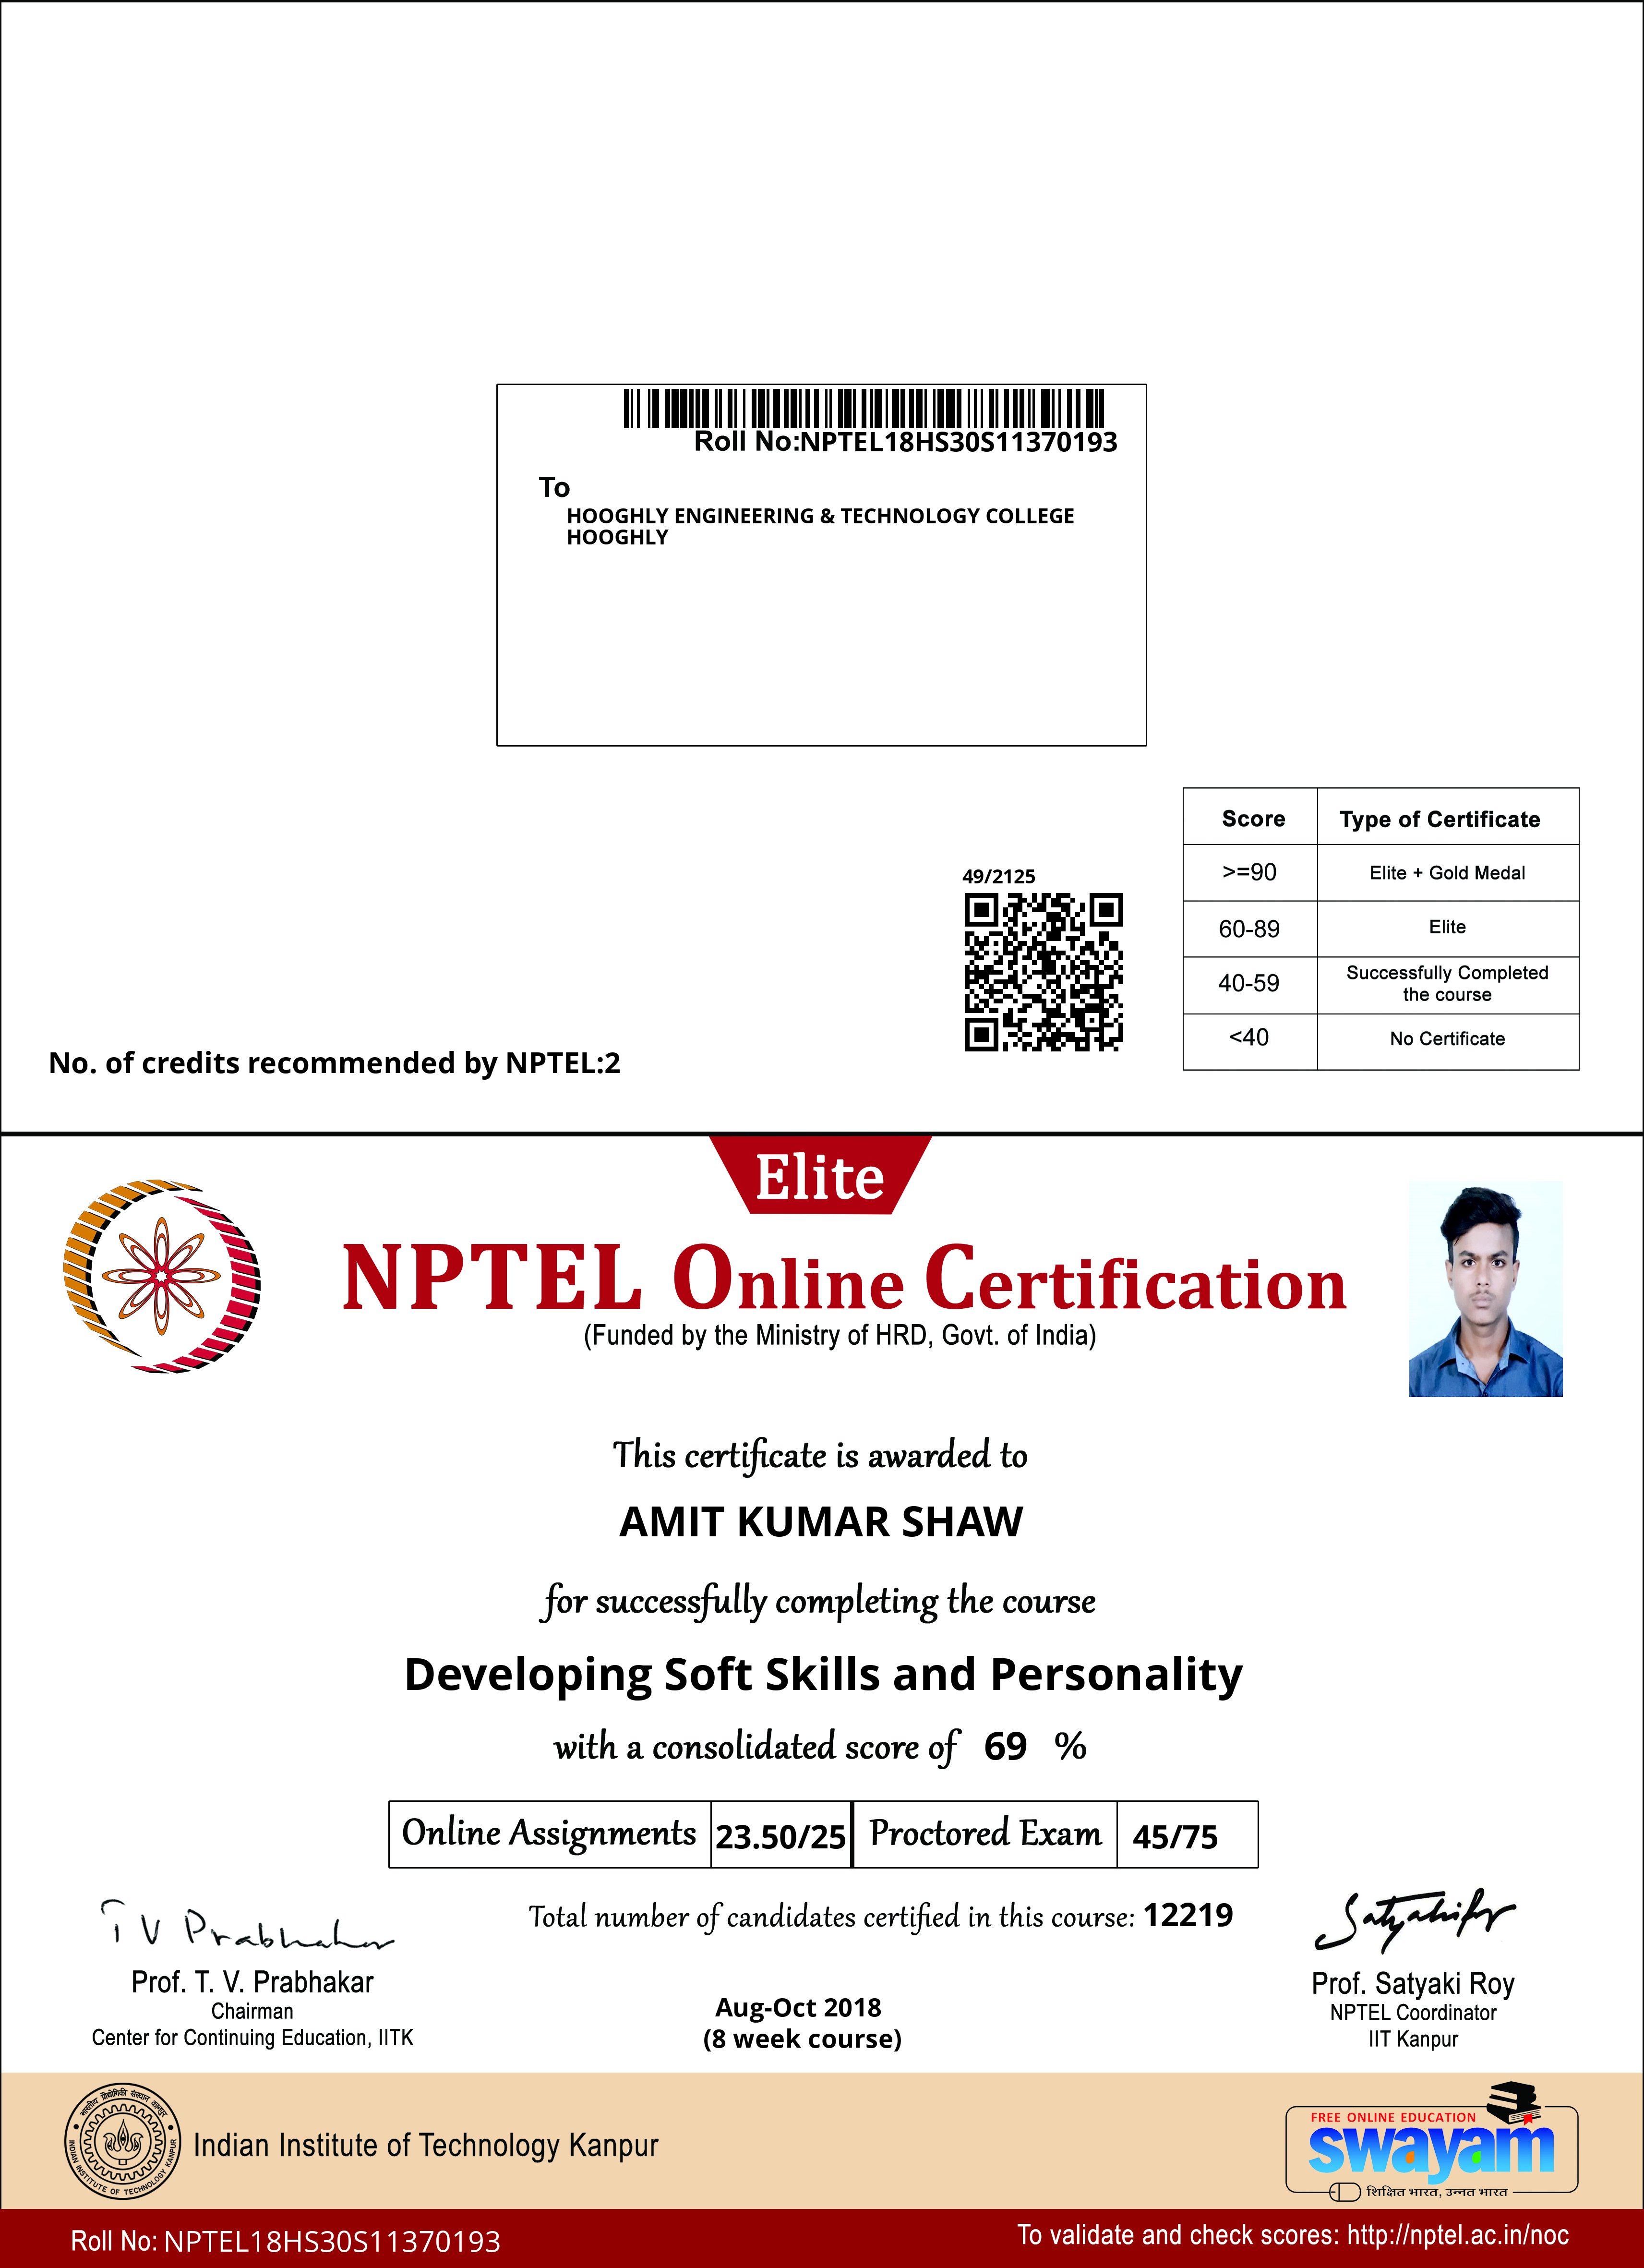 Roll No:NPTEL18HS30S11370193
To
HOOGHLY ENGINEERING & TECHNOLOGY COLLEGE
HOOGHLY
49/2125
Score Type of Certificate
>=90 Elite + Gold Medal
60-89 Elite
40-59 Successfully Completed
the course
<40 No Certificate
No. of credits recommended by NPTEL:2
Elite
NPTEL Online Certification
(Funded by the Ministry of HRD, Govt. of India)
This certificate is awarded to
AMIT KUMAR SHAW
for successfully completing the course
Developing Soft Skills and Personality
with a consolidated score of 69 %
Online Assignments 23.50/25 Proctored Exam 45/75
Total number of candidates certified in this course: 12219
T V Prabhakar
Prof. T. V. Prabhakar
Chairman
Center for Continuing Education, IITK
Aug-Oct 2018
(8 week course)
Prof. Satyaki Roy
NPTEL Coordinator
IIT Kanpur
भारतीय प्रौद्योगिकी संस्थान कानपुर
INDIAN INSTITUTE OF TECHNOLOGY KANPUR
Indian Institute of Technology Kanpur
FREE ONLINE EDUCATION
swayam
शिक्षित भारत, उन्नत भारत
Roll No: NPTEL18HS30S11370193
To validate and check scores: http://nptel.ac.in/noc